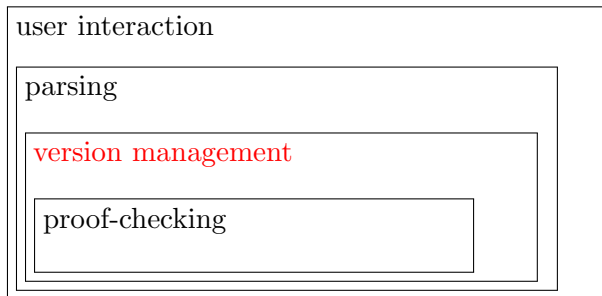 user interaction
parsing
version management
proof-checking